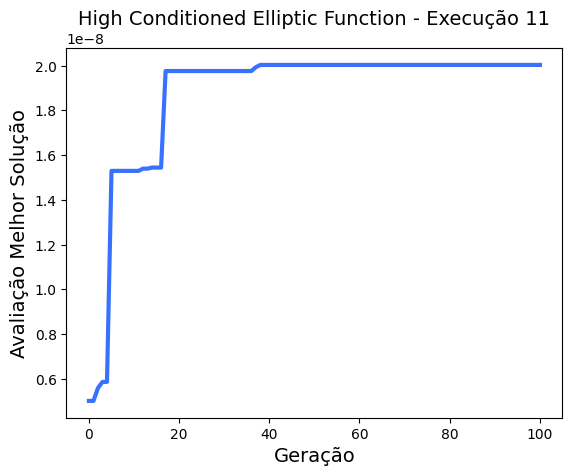 High Conditioned Elliptic Function - Execução 11
1e−8
2.0
1.8
1.6
1.4
1.2
1.0
0.8
0.6
Avaliação Melhor Solução
0 20 40 60 80 100
Geração